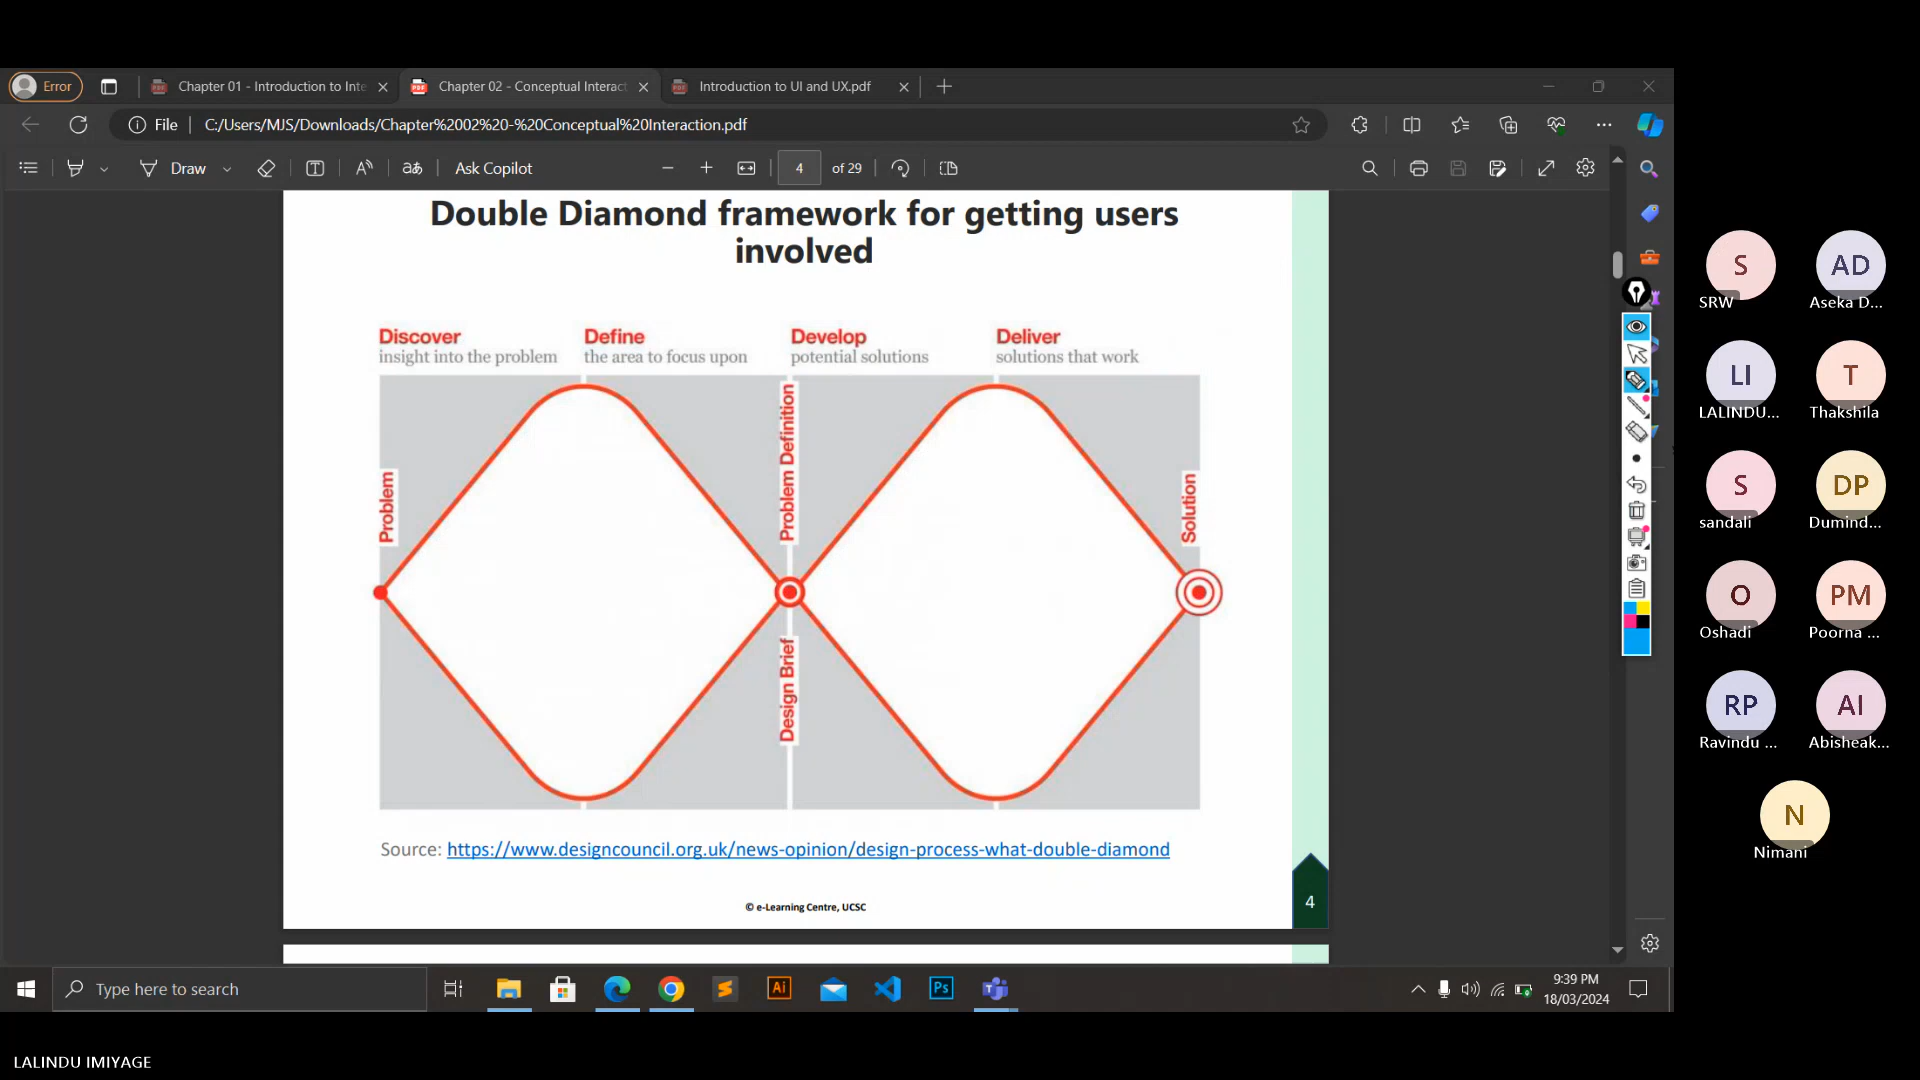 Error
Chapter 01 - Introduction to Inte
Chapter 02 - Conceptual Interact
Introduction to UI and UX.pdf
File
C:/Users/MJS/Downloads/Chapter%2002%20-%20Conceptual%20Interaction.pdf
Draw
Ask Copilot
4
of 29
Double Diamond framework for getting users
involved
Discover
insight into the problem
Define
the area to focus upon
Develop
potential solutions
Deliver
solutions that work
Problem
Problem Definition
Design Brief
Solution
Source: https://www.designcouncil.org.uk/news-opinion/design-process-what-double-diamond
© e-Learning Centre, UCSC
4
S
SRW
AD
Aseka D...
LI
LALINDU...
T
Thakshila
S
sandali
DP
Dumind...
O
Oshadi
PM
Poorna ...
RP
Ravindu ...
AI
Abisheak...
N
Nimani
Type here to search
Ai
Ps
9:39 PM
18/03/2024
LALINDU IMIYAGE